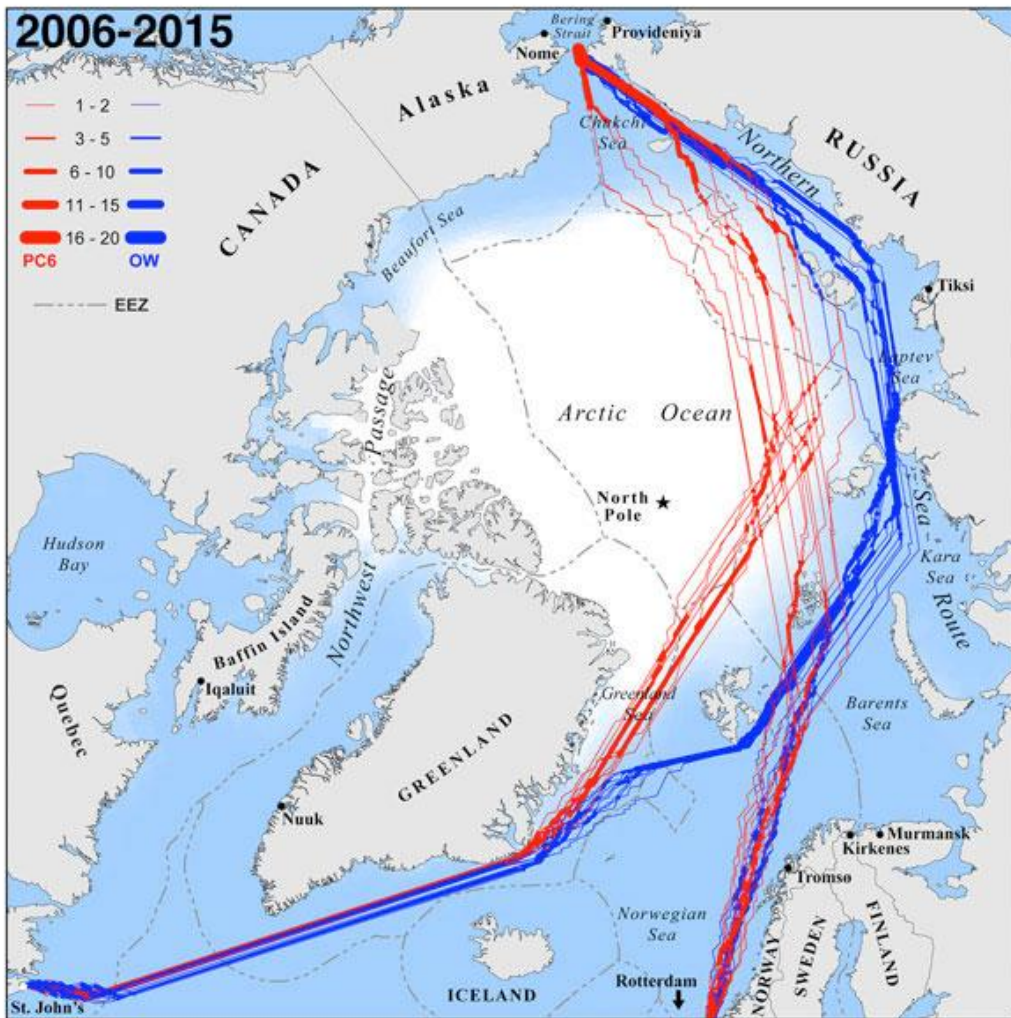 2006-2015
Bering
Strait
Provideniya
Nome
Alaska
Chukchi
Sea
Northern
RUSSIA
1 - 2
3 - 5
6 - 10
11 - 15
16 - 20
PC6
OW
EEZ
CANADA
Beaufort Sea
Tiksi
Laptev
Sea
Passage
Arctic Ocean
North
Pole
Sea
Kara
Sea
Route
Hudson
Bay
Northwest
Baffin Island
Iqaluit
Quebec
Greenland
Sea
Barents
Sea
GREENLAND
Nuuk
Murmansk
Kirkenes
Tromsø
Norwegian
Sea
NORWAY
SWEDEN
FINLAND
Rotterdam
ICELAND
St. John's